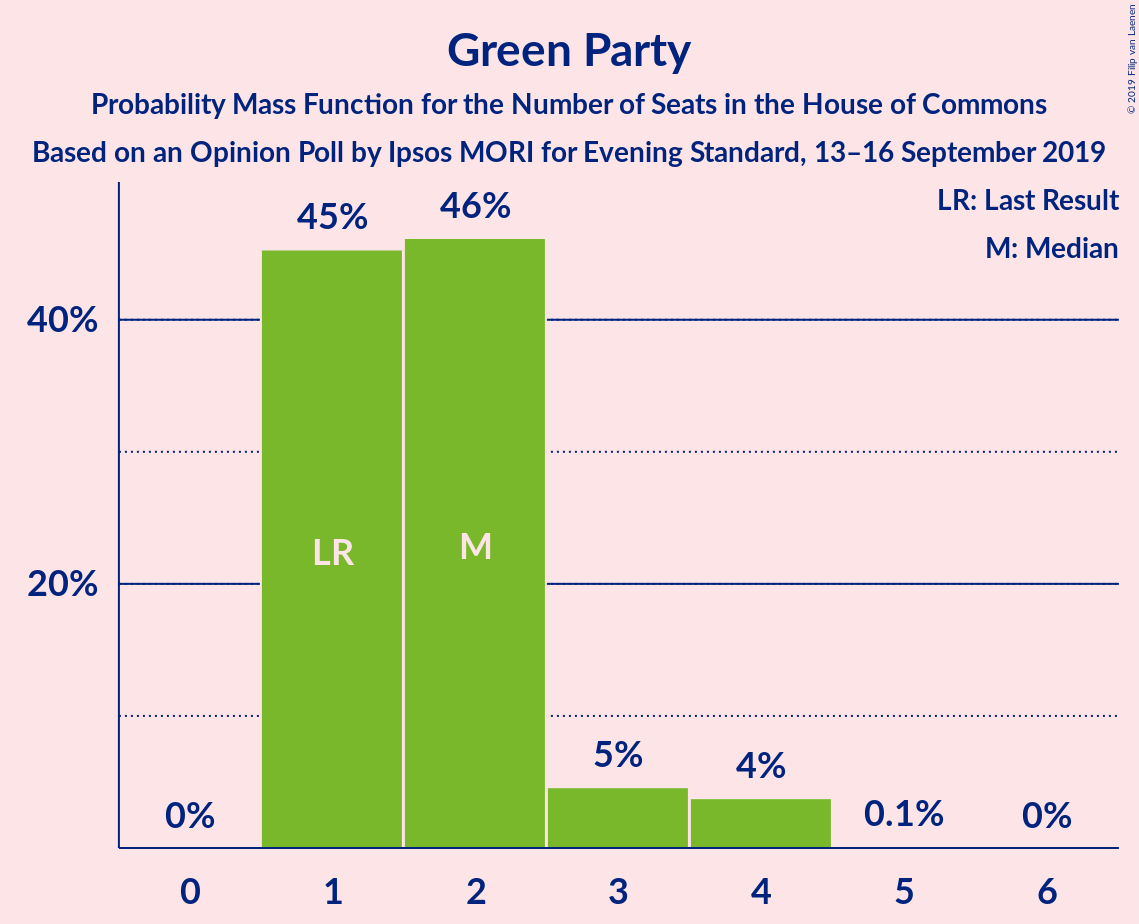 Green Party
Probability Mass Function for the Number of Seats in the House of Commons
Based on an Opinion Poll by Ipsos MORI for Evening Standard, 13–16 September 2019
© 2019 Filip van Laenen
LR: Last Result
M: Median
45%
46%
40%
LR
M
20%
5%
4%
0%
0.1%
0%
0
1
2
3
4
5
6